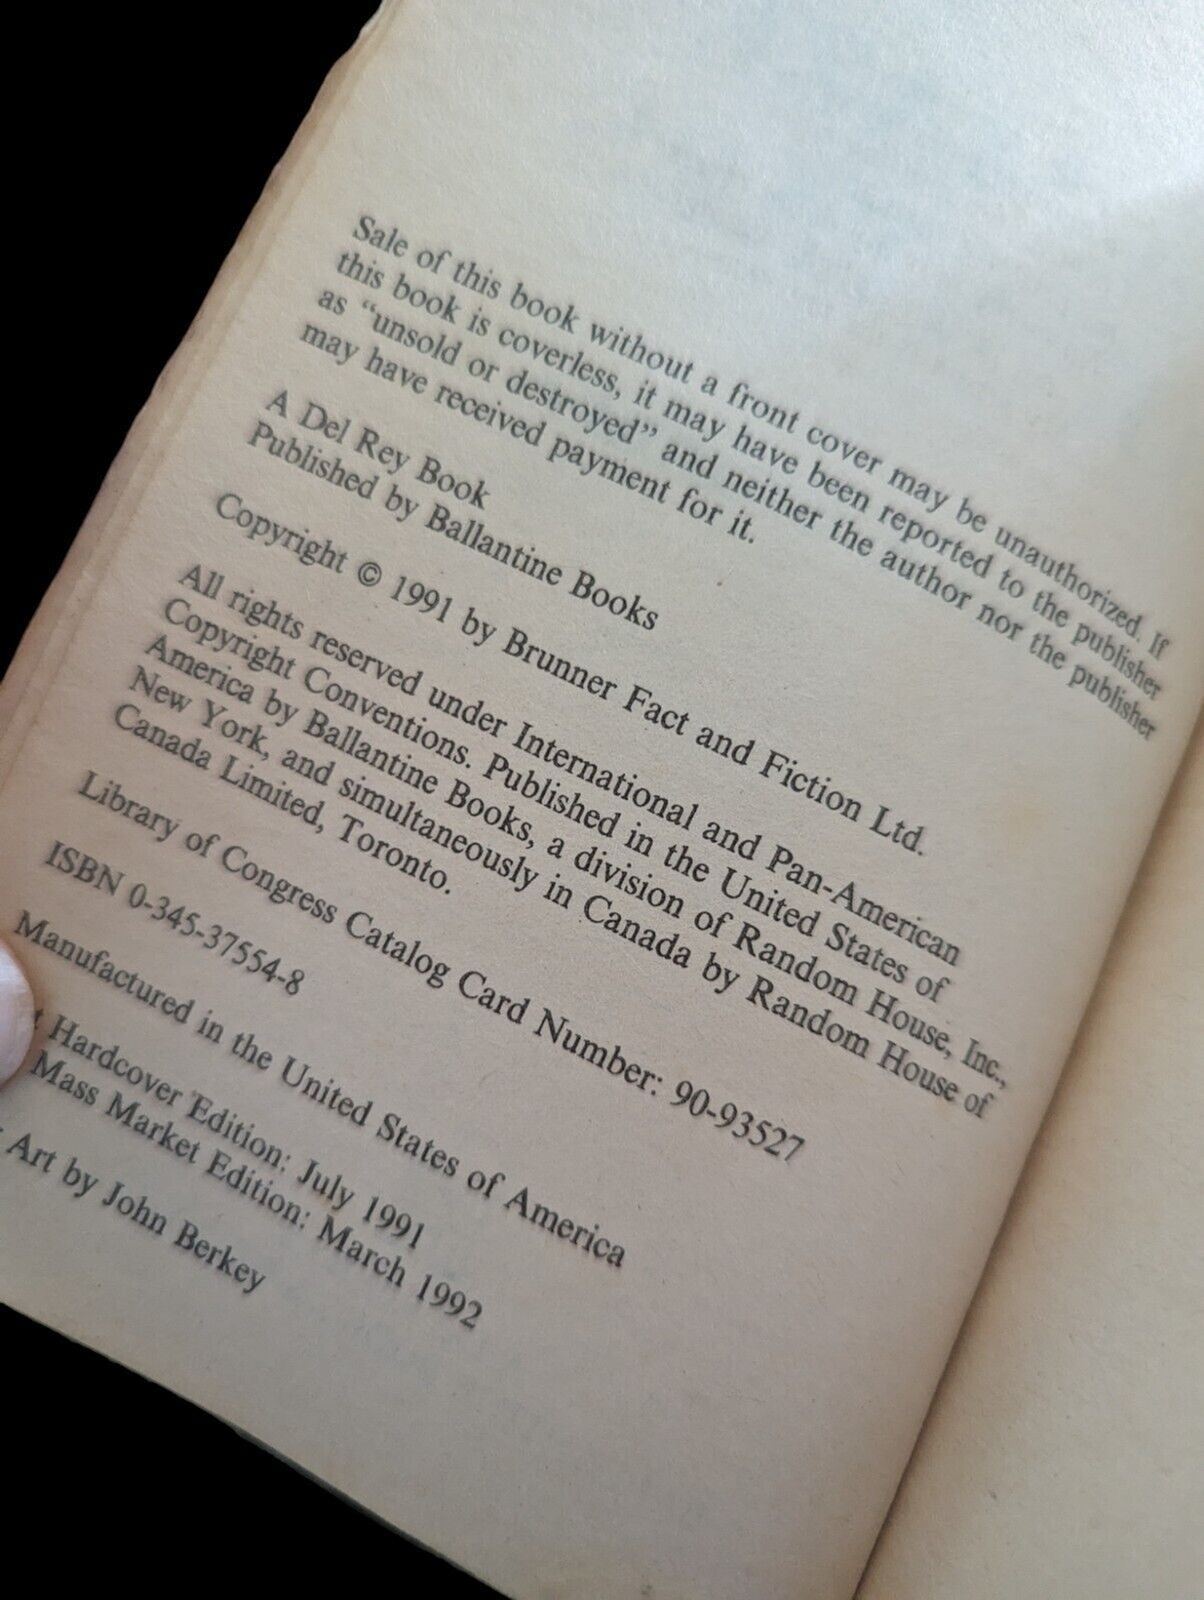 Sale of this book without a front cover may be unauthorized. If
this book is coverless, it may have been reported to the publisher
as “unsold or destroyed” and neither the author nor the publisher
may have received payment for it.
A Del Rey Book
Published by Ballantine Books
Copyright © 1991 by Brunner Fact and Fiction Ltd.
All rights reserved under International and Pan-American
Copyright Conventions. Published in the United States of
America by Ballantine Books, a division of Random House, Inc.,
New York, and simultaneously in Canada by Random House of
Canada Limited, Toronto.
Library of Congress Catalog Card Number: 90-93527
ISBN 0-345-37554-8
Manufactured in the United States of America
Hardcover Edition: July 1991
Mass Market Edition: March 1992
Art by John Berkey